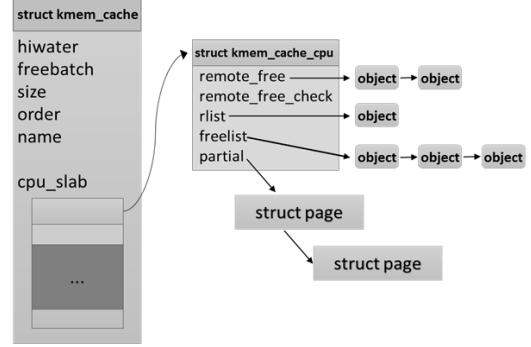 struct kmem_cache
hiwater
freebatch
size
order
name
cpu_slab
...
struct kmem_cache_cpu
remote_free
object
object
remote_free_check
rlist
object
freelist
object
object
object
partial
struct page
struct page